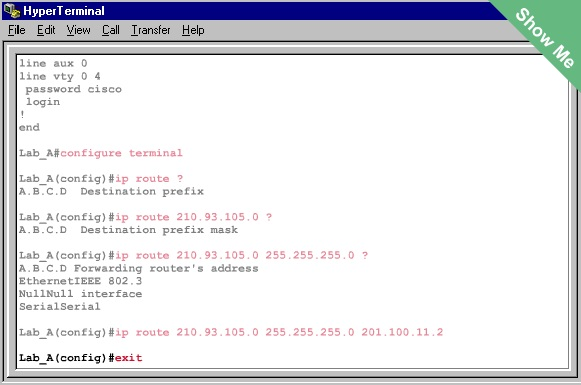 HyperTerminal
Show Me
File Edit View Call Transfer Help
line aux 0
line vty 0 4
password cisco
login
!
end
Lab_A#configure terminal
Lab_A(config)#ip route ?
A.B.C.D  Destination prefix
Lab_A(config)#ip route 210.93.105.0 ?
A.B.C.D  Destination prefix mask
Lab_A(config)#ip route 210.93.105.0 255.255.255.0 ?
A.B.C.D Forwarding router's address
EthernetIEEE 802.3
NullNull interface
SerialSerial
Lab_A(config)#ip route 210.93.105.0 255.255.255.0 201.100.11.2
Lab_A(config)#exit